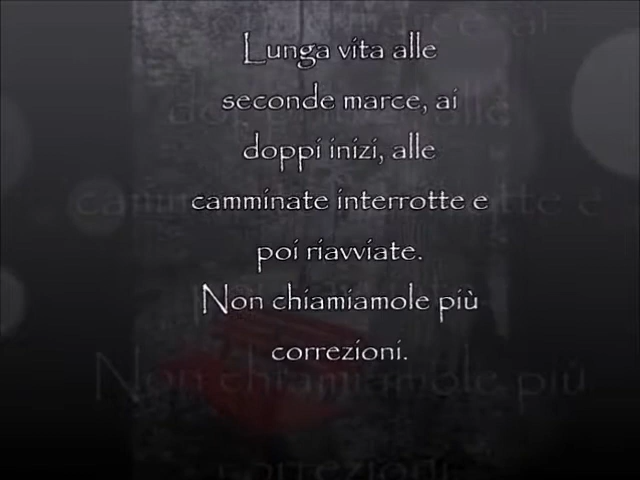 Lunga vita alle
seconde marce, ai
doppi inizi, alle
camminate interrotte e
poi riavviate.
Non chiamiamole più
correzioni.